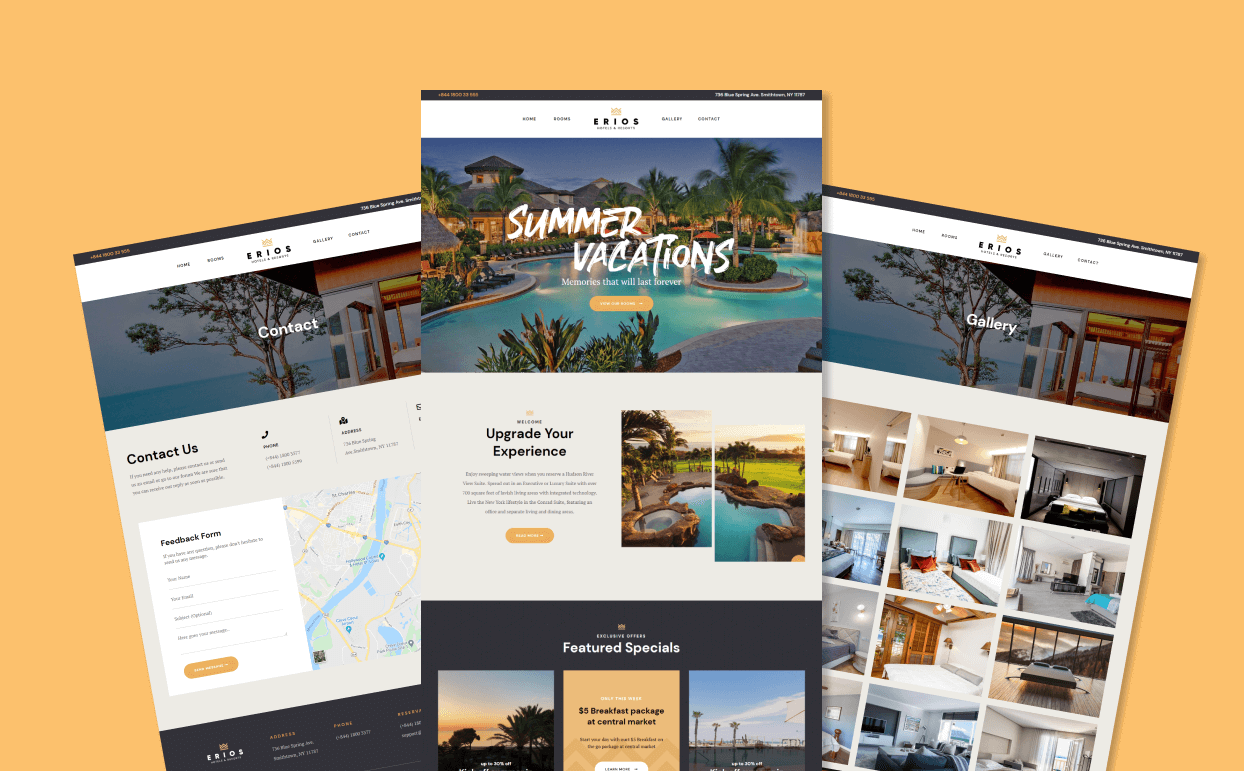 +844 1800 33 555
736 Blue Spring Ave. Smithtown, NY 11787
HOME
ROOMS
ERIOS
HOTELS & RESORTS
GALLERY
CONTACT
SUMMER
VACATIONS
Memories that will last forever
VIEW OUR ROOMS
WELCOME
Upgrade Your
Experience
Enjoy sweeping water views when you reserve a Hudson River
View Suite. Spread out in an Executive or Luxury Suite with now
700 square feet of lavish living areas with integrated technology.
Live the New York lifestyle in the Conrad Suite, featuring an
office and separate living and dining areas.
READ MORE
EXCLUSIVE OFFERS
Featured Specials
up to 30% off
ONLY THIS WEEK
$5 Breakfast package
at central market
Start your day with our $5 Breakfast on
the go package at central market
LEARN MORE
up to 30% off
+844 1800 33 555
736 Blue Spring Ave. Smithto
HOME
ROOMS
ERIOS
HOTELS & RESORTS
GALLERY
CONTACT
Contact
Contact Us
If you need any help, please contact us or send
us an email or go to our forum We are sure that
you can receive our reply as soon as possible.
PHONE
(+844) 1800 3377
ADDRESS
736 Blue Spring
Ave, Smithtown, NY 11787
Feedback Form
If you have any question, please don't hesitate to
send us any message.
Your Name
Your Email
Subject (Optional)
Here goes your message..
SEND MESSAGE
ERIOS
HOTELS & RESORTS
ADDRESS
736 Blue Spring Ave.
Smithtown, NY 11787
PHONE
(+844) 1800 3377
RESERVA
+844 1800 33 555
736 Blue Spring Ave. Smithtown, NY 11787
HOME
ROOMS
ERIOS
HOTELS & RESORTS
GALLERY
CONTACT
Gallery